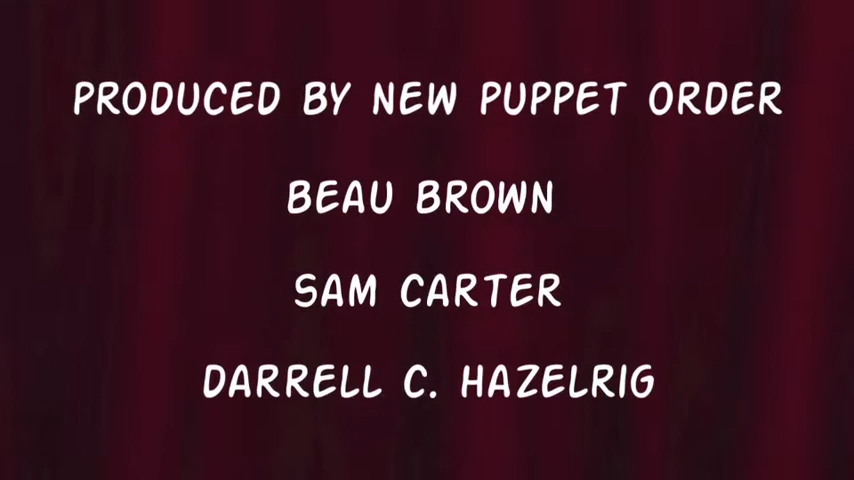 PRODUCED BY NEW PUPPET ORDER
BEAU BROWN
SAM CARTER
DARRELL C. HAZELRIG